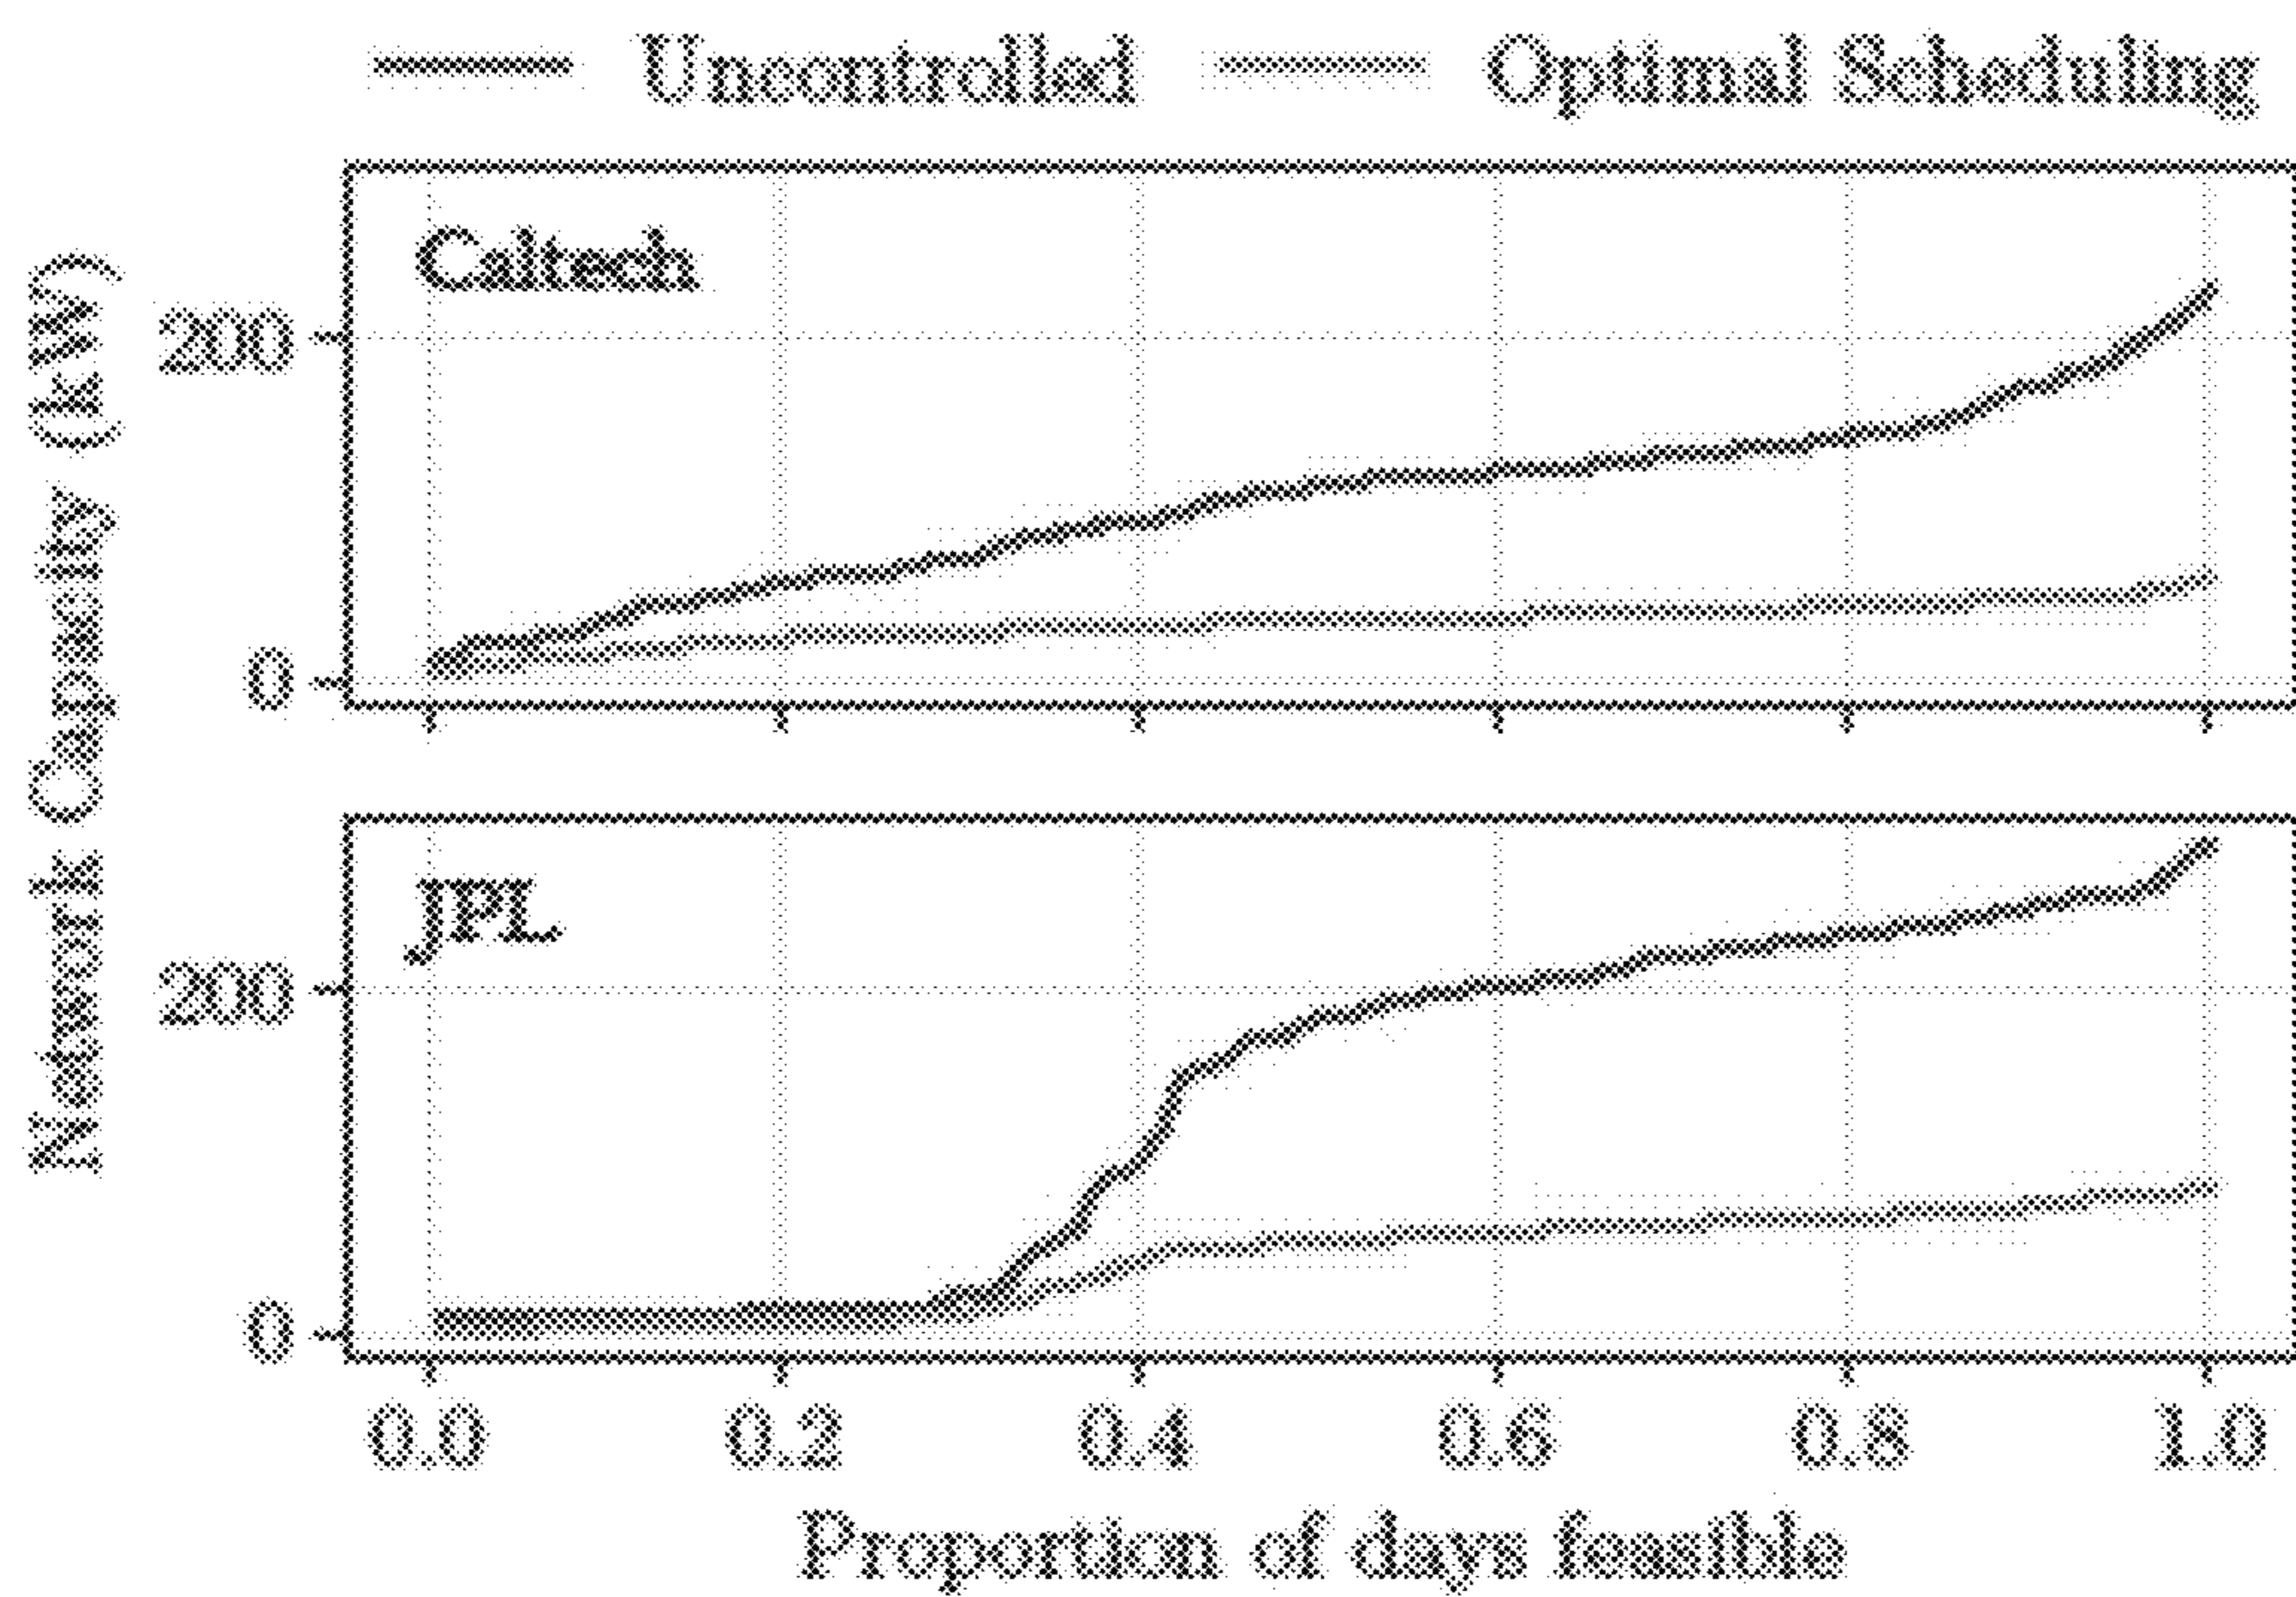 Uncontrolled Optimal Scheduling
Network Capacity (kW)
Caltech
200
0
JPL
200
0
0.0 0.2 0.4 0.6 0.8 1.0
Proportion of days feasible